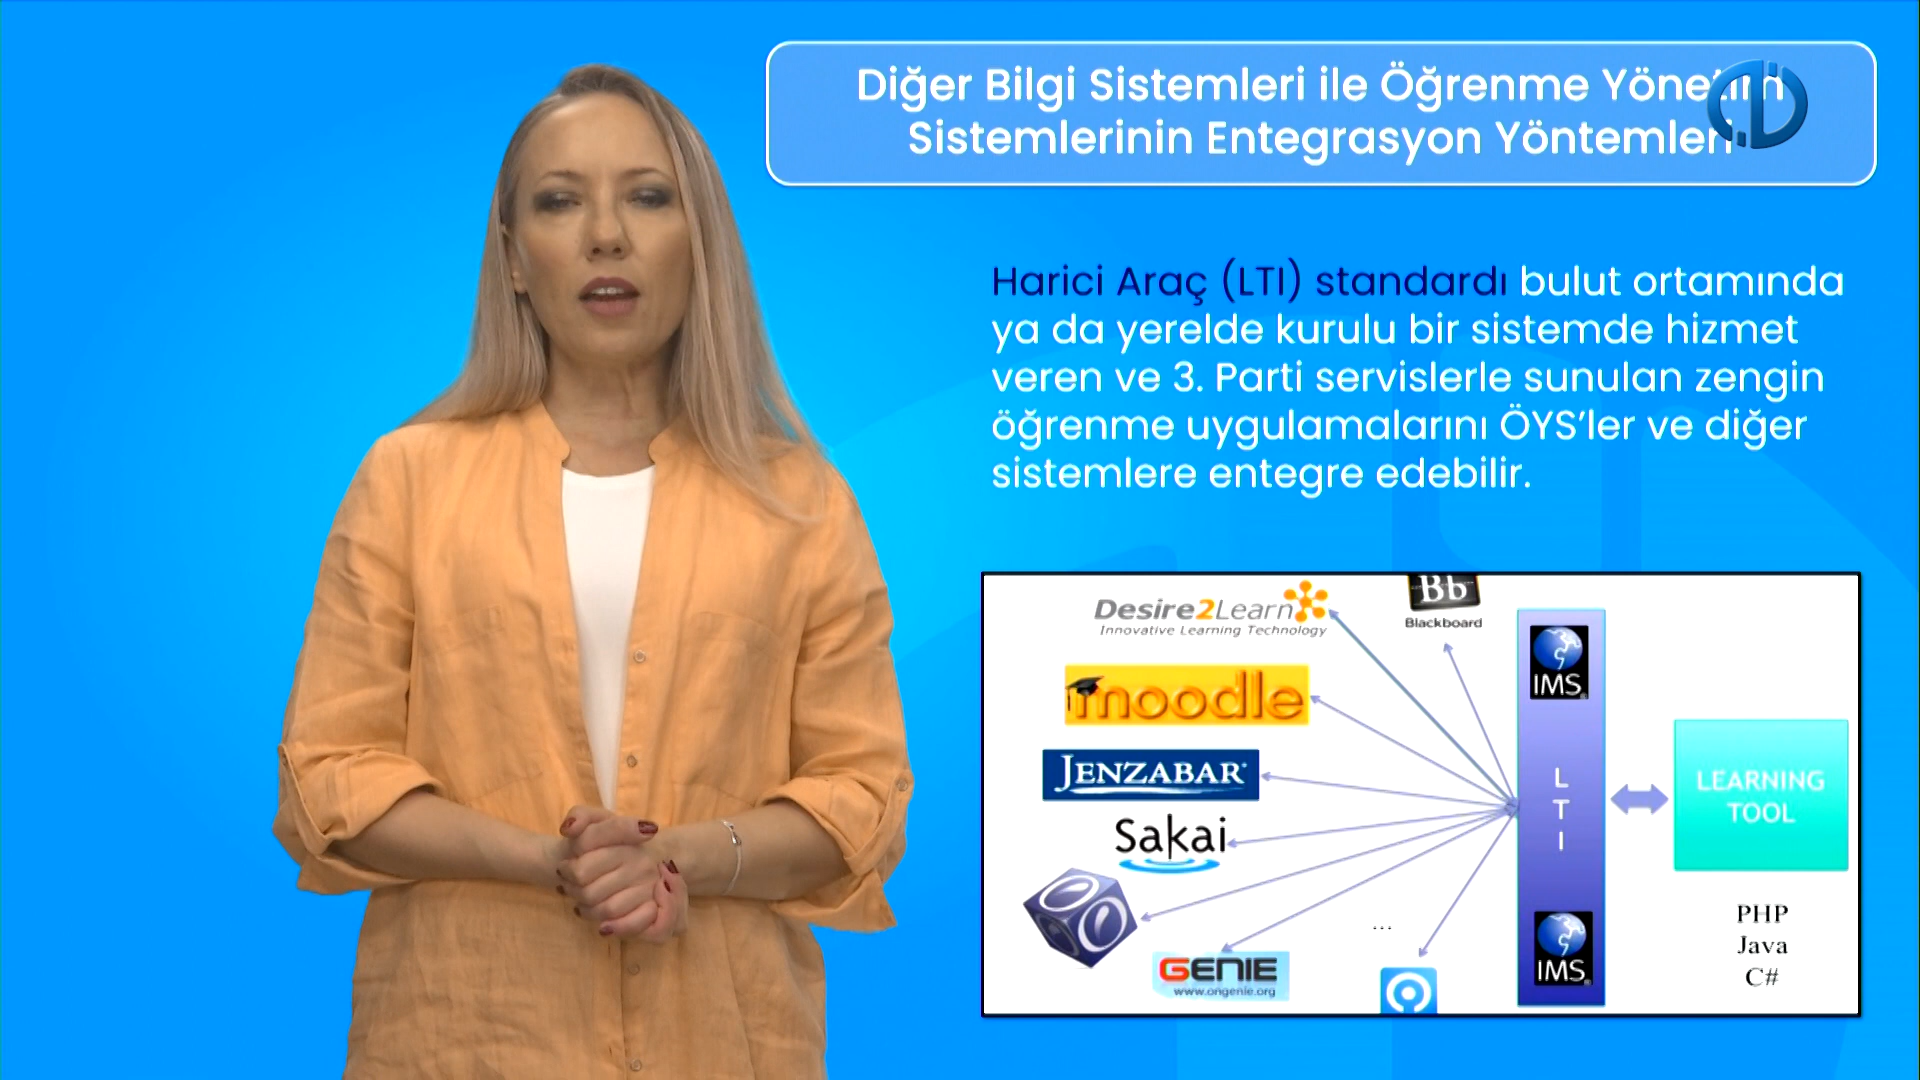 Diğer Bilgi Sistemleri ile Öğrenme Yönetim
Sistemlerinin Entegrasyon Yöntemleri
Harici Araç (LTI) standardı bulut ortamında
ya da yerelde kurulu bir sistemde hizmet
veren ve 3. Parti servislerle sunulan zengin
öğrenme uygulamalarını ÖYS’ler ve diğer
sistemlere entegre edebilir.
Desire2Learn
Innovative Learning Technology
Bb
Blackboard
moodle
JENZABAR
Sakai
GENIE
www.ongenie.org
...
IMS
L
T
I
IMS
LEARNING
TOOL
PHP
Java
C#